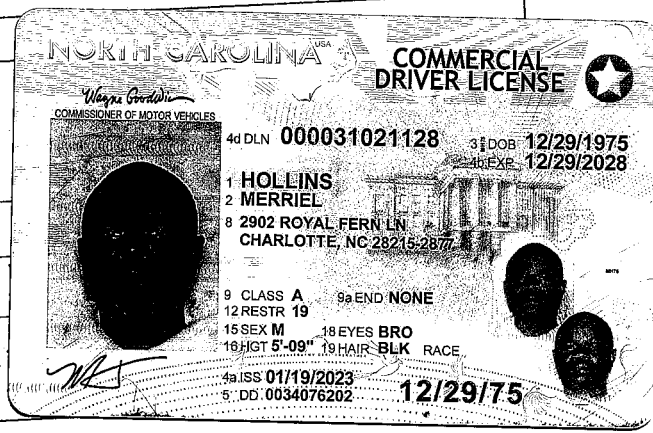 NORTH CAROLINA USA
COMMERCIAL
DRIVER LICENSE
Wayne Goodwin
COMMISSIONER OF MOTOR VEHICLES
4d DLN 000031021128
3 DOB 12/29/1975
4b EXP 12/29/2028
1 HOLLINS
2 MERRIEL
8 2902 ROYAL FERN LN
CHARLOTTE, NC 28215-2877
9 CLASS A 9a END NONE
12 RESTR 19
15 SEX M 18 EYES BRO
16 HGT 5'-09" 19 HAIR BLK RACE
4a ISS 01/19/2023
5 DD 0034076202
12/29/75